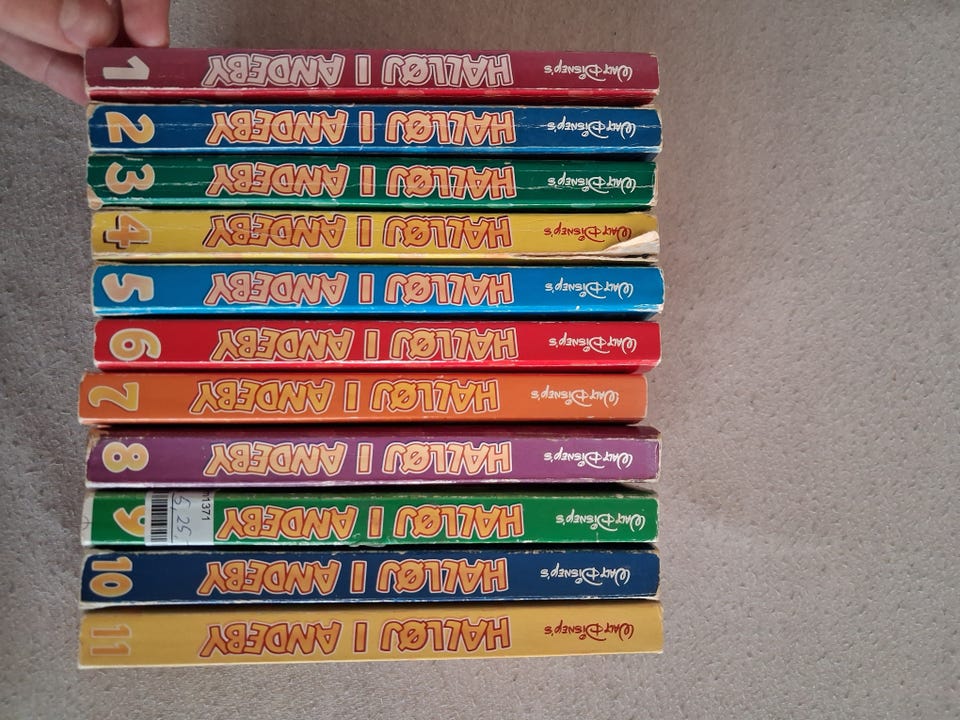 WALT DISNEY'S HALLØJ I ANDEBY 1
WALT DISNEY'S HALLØJ I ANDEBY 2
WALT DISNEY'S HALLØJ I ANDEBY 3
WALT DISNEY'S HALLØJ I ANDEBY 4
WALT DISNEY'S HALLØJ I ANDEBY 5
WALT DISNEY'S HALLØJ I ANDEBY 6
WALT DISNEY'S HALLØJ I ANDEBY 7
WALT DISNEY'S HALLØJ I ANDEBY 8
WALT DISNEY'S HALLØJ I ANDEBY 9
1371
25,
WALT DISNEY'S HALLØJ I ANDEBY 10
WALT DISNEY'S HALLØJ I ANDEBY 11